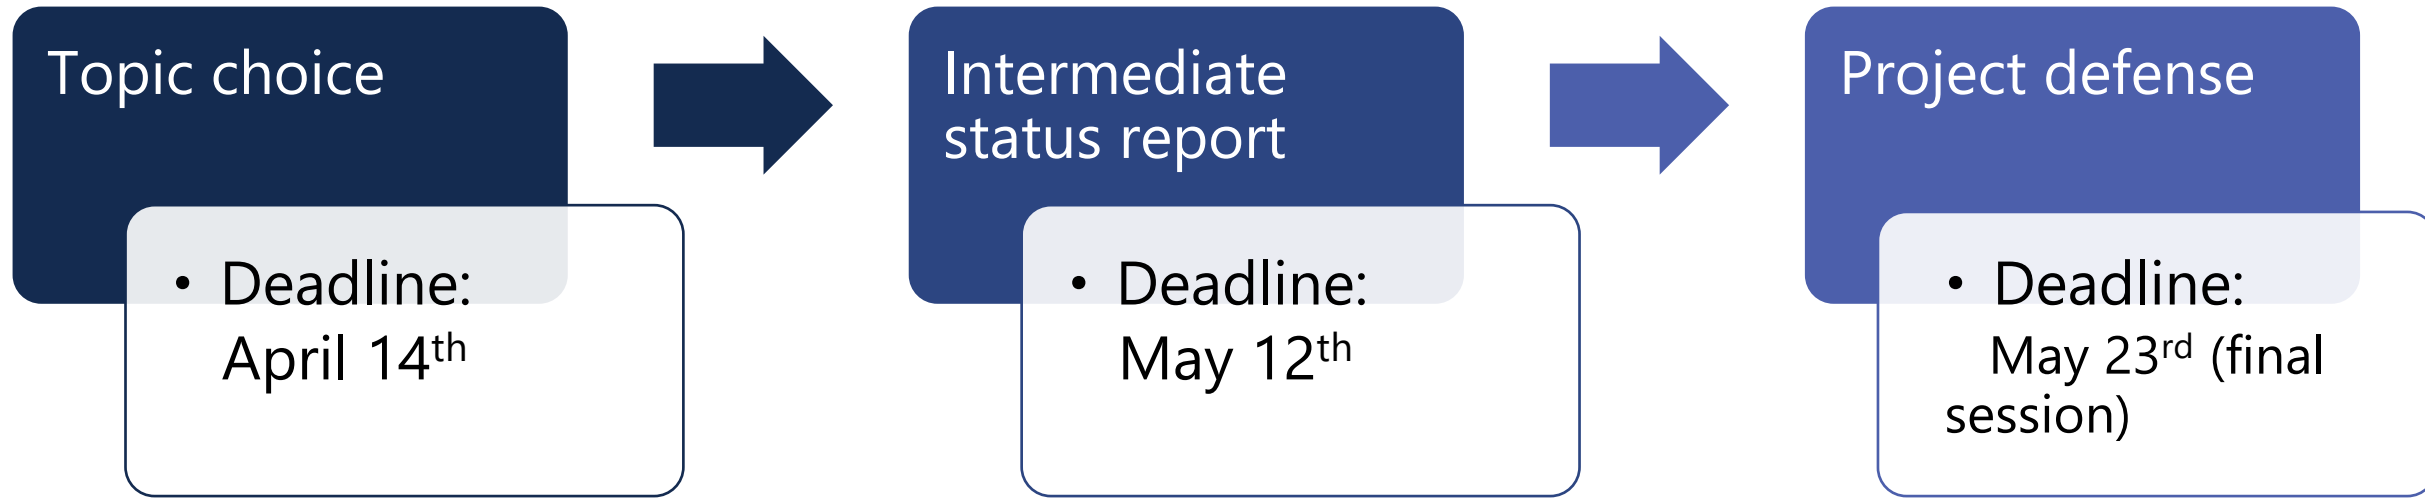 Topic choice
• Deadline:
April 14th
Intermediate
status report
• Deadline:
May 12th
Project defense
• Deadline:
May 23rd (final
session)